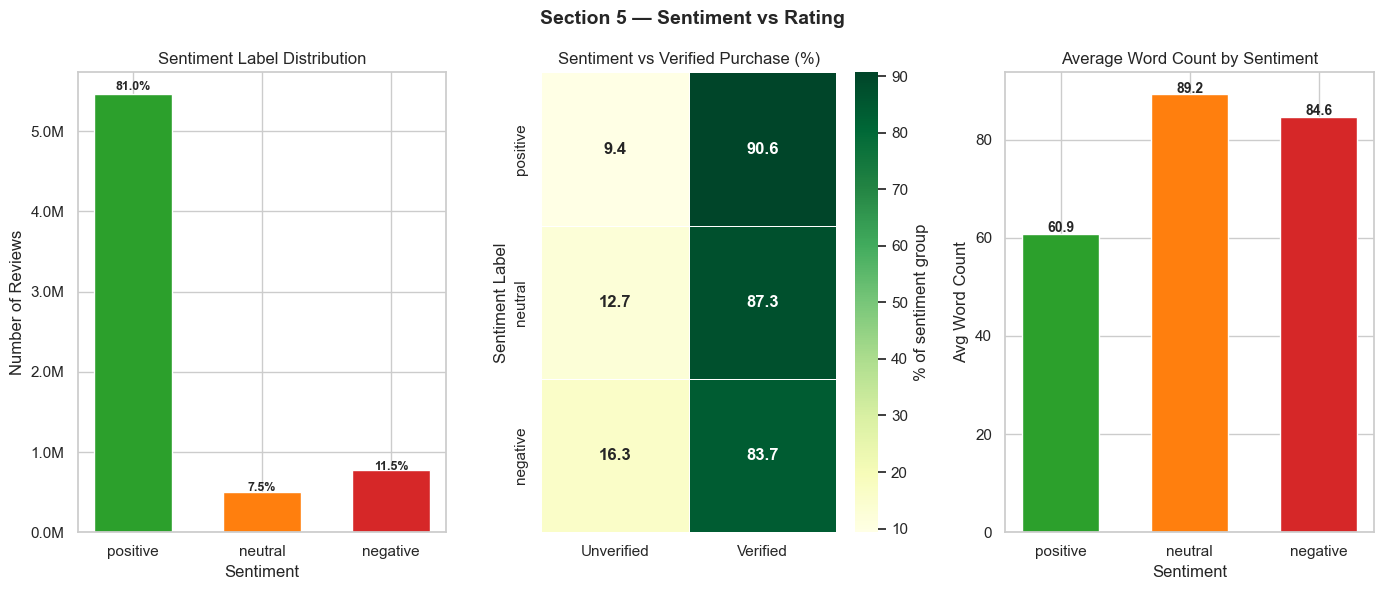 Section 5 — Sentiment vs Rating
Sentiment Label Distribution
Number of Reviews
5.0M
4.0M
3.0M
2.0M
1.0M
0.0M
81.0%
7.5%
11.5%
positive
neutral
negative
Sentiment
Sentiment vs Verified Purchase (%)
Sentiment Label
positive
neutral
negative
9.4
90.6
12.7
87.3
16.3
83.7
Unverified
Verified
90
80
70
60
50
40
30
20
10
% of sentiment group
Average Word Count by Sentiment
Avg Word Count
80
60
40
20
0
60.9
89.2
84.6
positive
neutral
negative
Sentiment